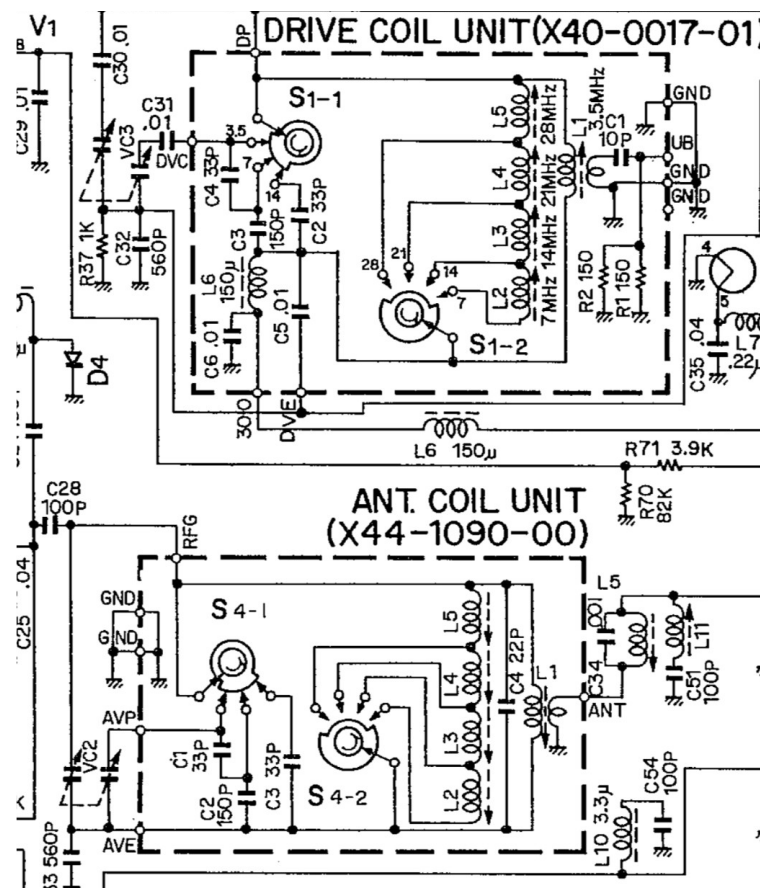 V1
DRIVE COIL UNIT(X40-0017-01)
DP
C30.01
8
C29
C31
.01
VC3
DVC
3.5
S1-1
7
14
C4
33P
33P
C2
C3
150P
L5
28MHz
L4
21MHz
L3
14MHz
L2
7MHz
L1
3.5MHz
C1
10P
GND
UB
GND
GND
R37 1K
C32
560P
L6
150μ
C6 .01
C5 .01
28
21
14
7
S1-2
R2 150
R1 150
4
5
L7
.22μ
C35 .04
D4
300
DVE
L6 150μ
R71 3.9K
R70
82K
C28
100P
ANT. COIL UNIT
(X44-1090-00)
RFG
.04
C25
GND
GND
S4-1
L5
L4
L3
L2
C4 22P
L1
L5
.001
C34
L11
C51
100P
ANT
AVP
VC2
C1
33P
C2
150P
C3
33P
S4-2
AVE
53 560P
L10 3.3μ
C54
100P